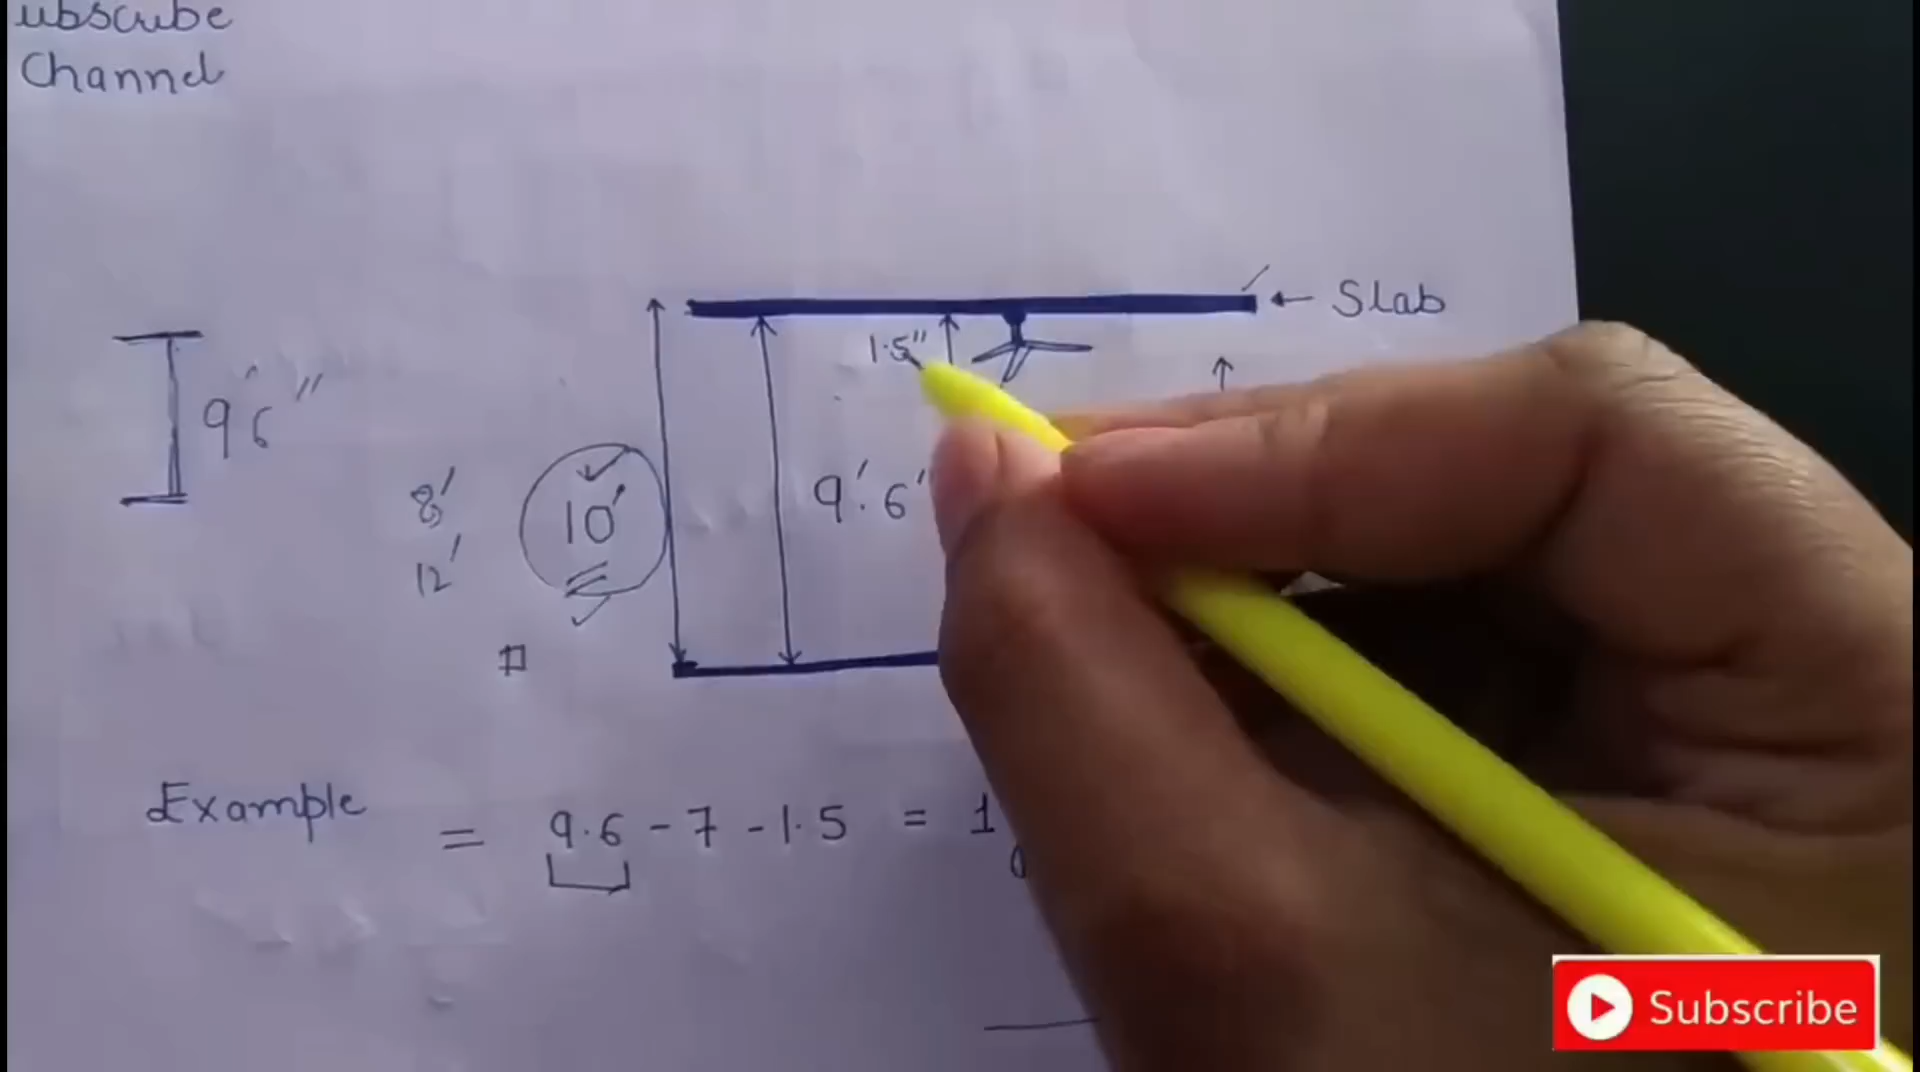 ubscribe
Channel
Slab
1.5"
9'6"
8'
10'
9'.6'
12'
Example
= 9.6 - 7 - 1.5 = 1
Subscribe